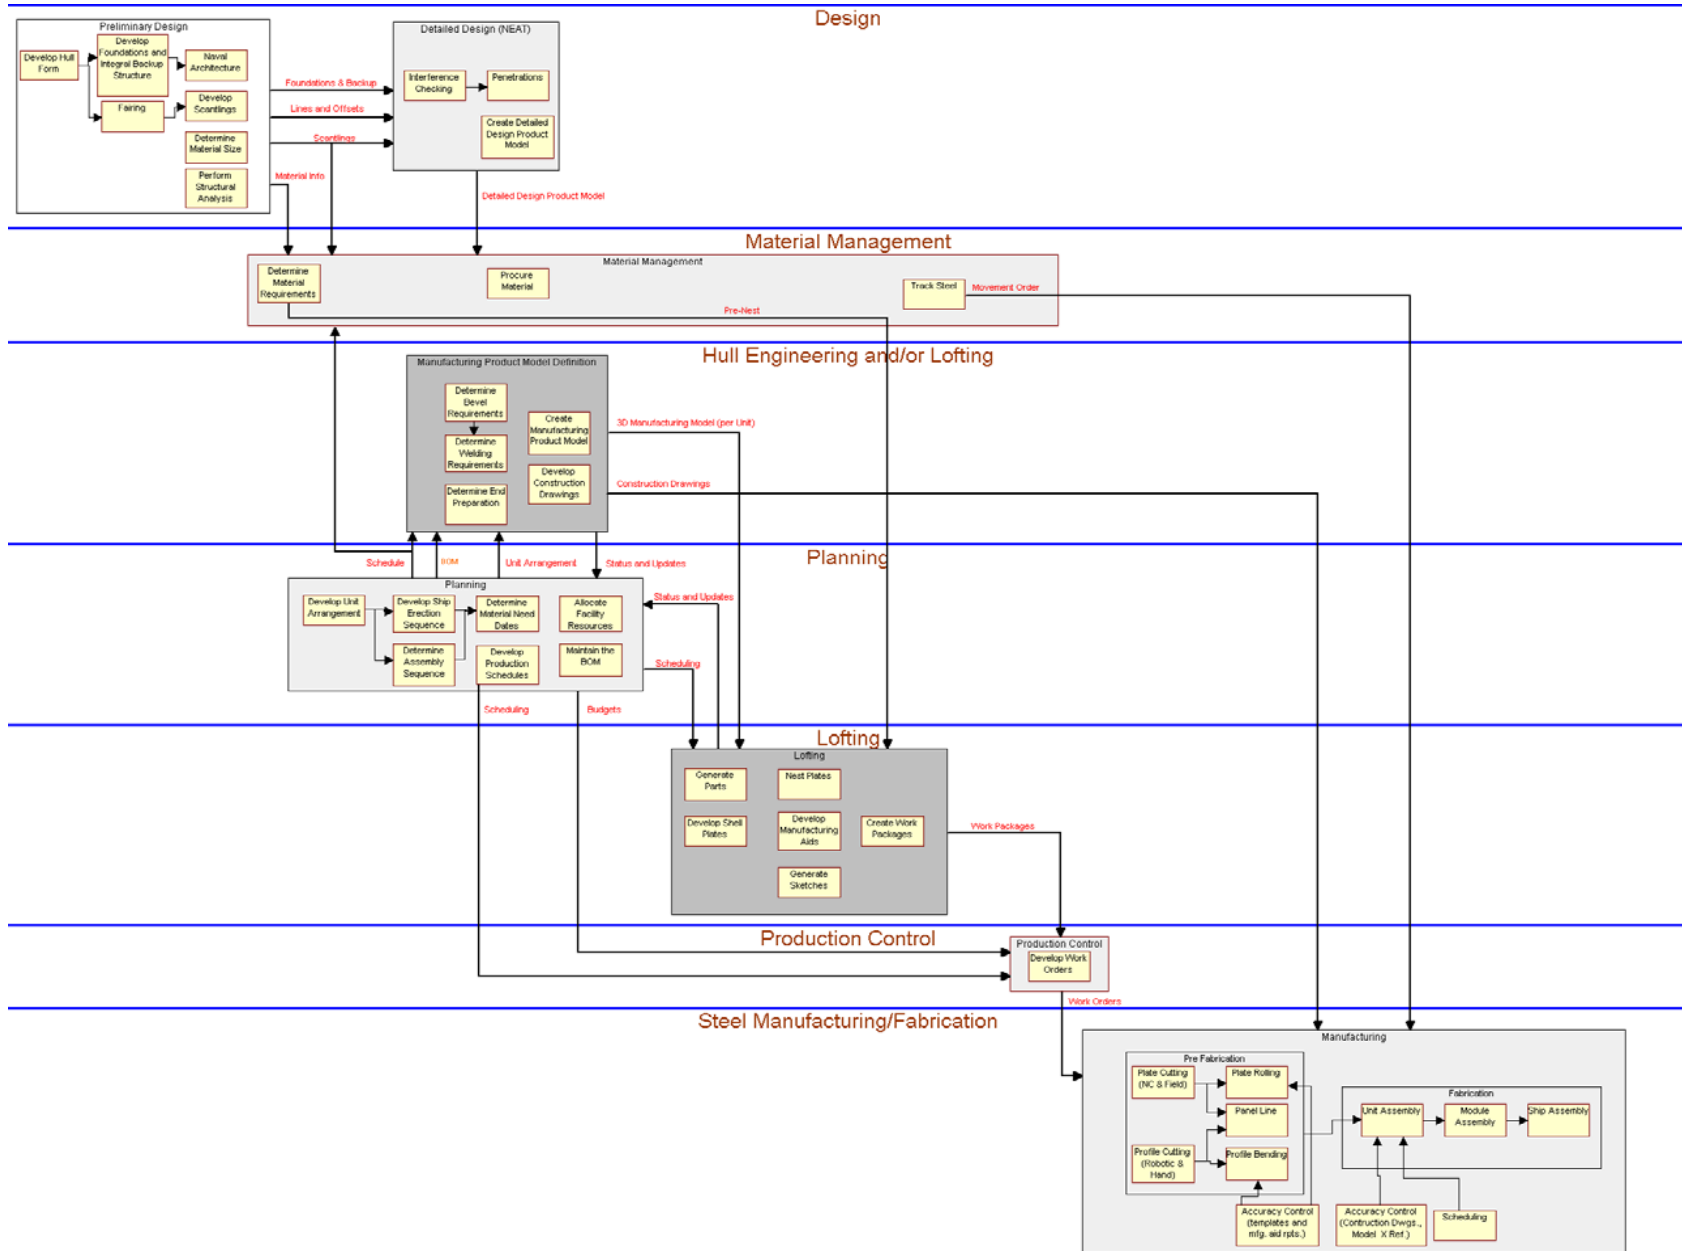 Design
Preliminary Design
Develop Hull
Form
Develop
Foundations and
Integral Backup
Structure
Naval
Architecture
Fairing
Develop
Scantlings
Determine
Material Size
Perform
Structural
Analysis
Foundations & Backup
Lines and Offsets
Scantlings
Material Info
Detailed Design (NEAT)
Interference
Checking
Penetrations
Create Detailed
Design Product
Model
Detailed Design Product Model
Material Management
Material Management
Determine
Material
Requirements
Procure
Material
Track Steel
Movement Order
Pre-Nest
Hull Engineering and/or Lofting
Manufacturing Product Model Definition
Determine
Bevel
Requirements
Determine
Welding
Requirements
Determine End
Preparation
Create
Manufacturing
Product Model
Develop
Construction
Drawings
3D Manufacturing Model (per Unit)
Construction Drawings
Planning
Schedule
BOM
Unit Arrangement
Status and Updates
Planning
Develop Unit
Arrangement
Develop Ship
Erection
Sequence
Determine
Material Need
Dates
Allocate
Facility
Resources
Determine
Assembly
Sequence
Develop
Production
Schedules
Maintain the
BOM
Status and Updates
Scheduling
Scheduling
Budgets
Lofting
Lofting
Generate
Parts
Nest Plates
Develop Shell
Plates
Develop
Manufacturing
Aids
Create Work
Packages
Generate
Sketches
Work Packages
Production Control
Production Control
Develop Work
Orders
Work Orders
Steel Manufacturing/Fabrication
Manufacturing
Pre Fabrication
Plate Cutting
(NC & Field)
Plate Rolling
Panel Line
Profile Cutting
(Robotic &
Hand)
Profile Bending
Fabrication
Unit Assembly
Module
Assembly
Ship Assembly
Accuracy Control
(templates and
mfg. aid rpts.)
Accuracy Control
(Contruction Dwgs.,
Model X Ref.)
Scheduling